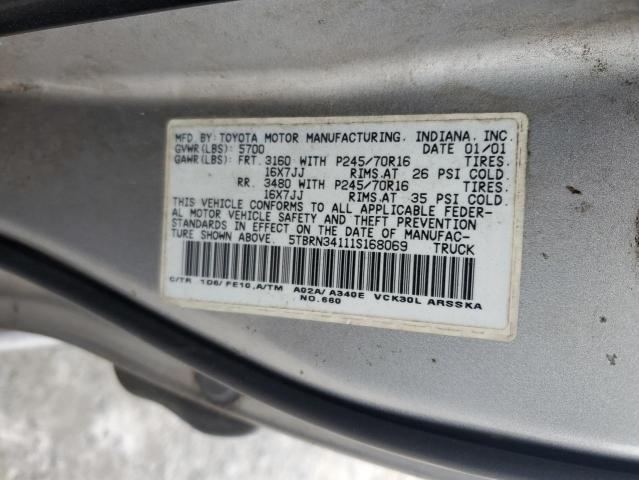 MFD BY: TOYOTA MOTOR MANUFACTURING, INDIANA, INC.
GVWR(LBS): 5700 DATE 01/01
GAWR(LBS): FRT. 3160 WITH P245/70R16 TIRES.
16X7JJ RIMS.AT 26 PSI COLD.
RR. 3480 WITH P245/70R16 TIRES.
16X7JJ RIMS.AT 35 PSI COLD.
THIS VEHICLE CONFORMS TO ALL APPLICABLE FEDER-
AL MOTOR VEHICLE SAFETY AND THEFT PREVENTION
STANDARDS IN EFFECT ON THE DATE OF MANUFAC-
TURE SHOWN ABOVE. 5TBRN34111S168069 TRUCK
C/TR 1D6/FE10,A/TM A02A/A340E VCK30L ARSSKA
NO.660